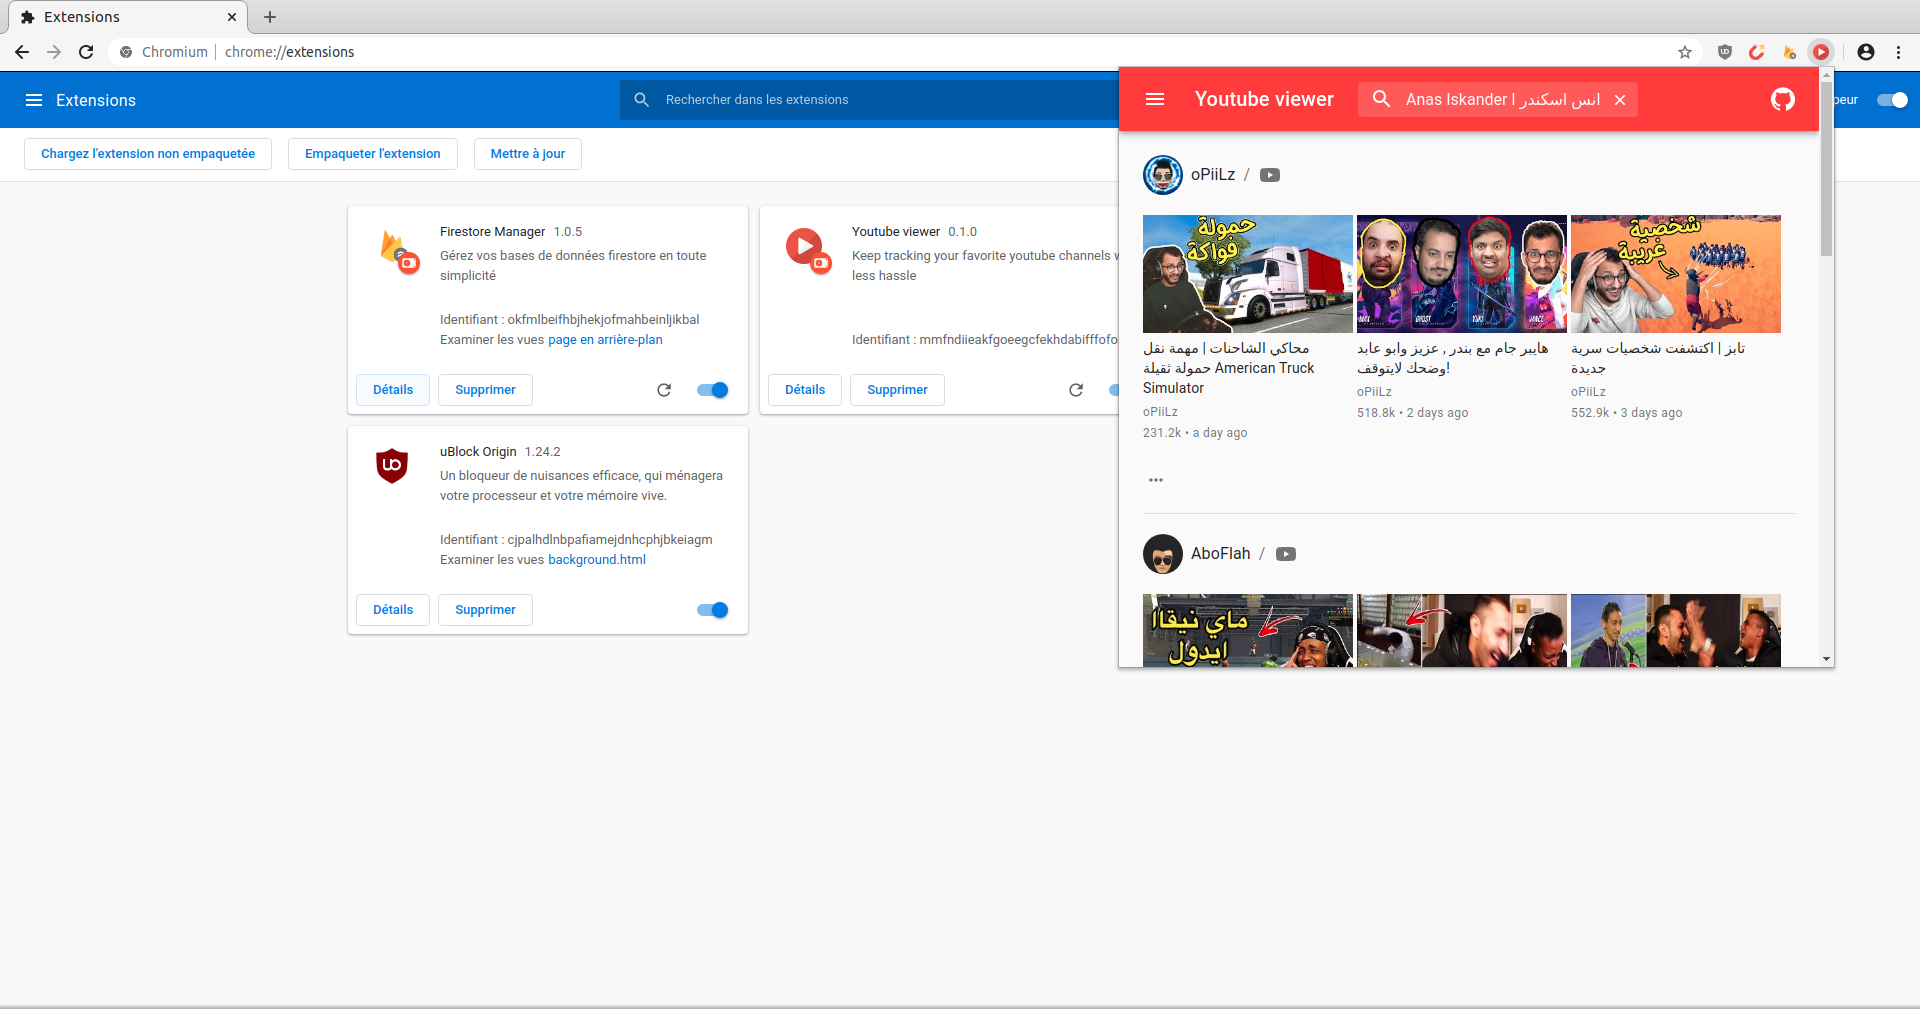 Extensions
Chromium | chrome://extensions
Extensions
Rechercher dans les extensions
peur
Chargez l'extension non empaquetée
Empaqueter l'extension
Mettre à jour
Firestore Manager 1.0.5
Gérez vos bases de données firestore en toute
simplicité
Identifiant : okfmlbeifhbjhekjofmahbeinljikbal
Examiner les vues page en arrière-plan
Détails
Supprimer
Youtube viewer 0.1.0
Keep tracking your favorite youtube channels w
less hassle
Identifiant : mmfndiieakfgoeegcfekhdabifffofo
Détails
Supprimer
uBlock Origin 1.24.2
Un bloqueur de nuisances efficace, qui ménagera
votre processeur et votre mémoire vive.
Identifiant : cjpalhdlnbpafiamejdnhcphjbkeiagm
Examiner les vues background.html
Détails
Supprimer
Youtube viewer
Anas Iskander l انس اسكندر
oPiiLz /
حمولة
فواكة
شخصية
غريبة
محاكي الشاحنات | مهمة نقل
حمولة ثقيلة American Truck
Simulator
oPiiLz
231.2k • a day ago
هايبر جام مع بندر , عزيز وابو عابد
وضحك لايتوقف!
oPiiLz
518.8k • 2 days ago
تابز | اكتشفت شخصيات سرية
جديدة
oPiiLz
552.9k • 3 days ago
•••
AboFlah /
ماي نيقاا
ايدول